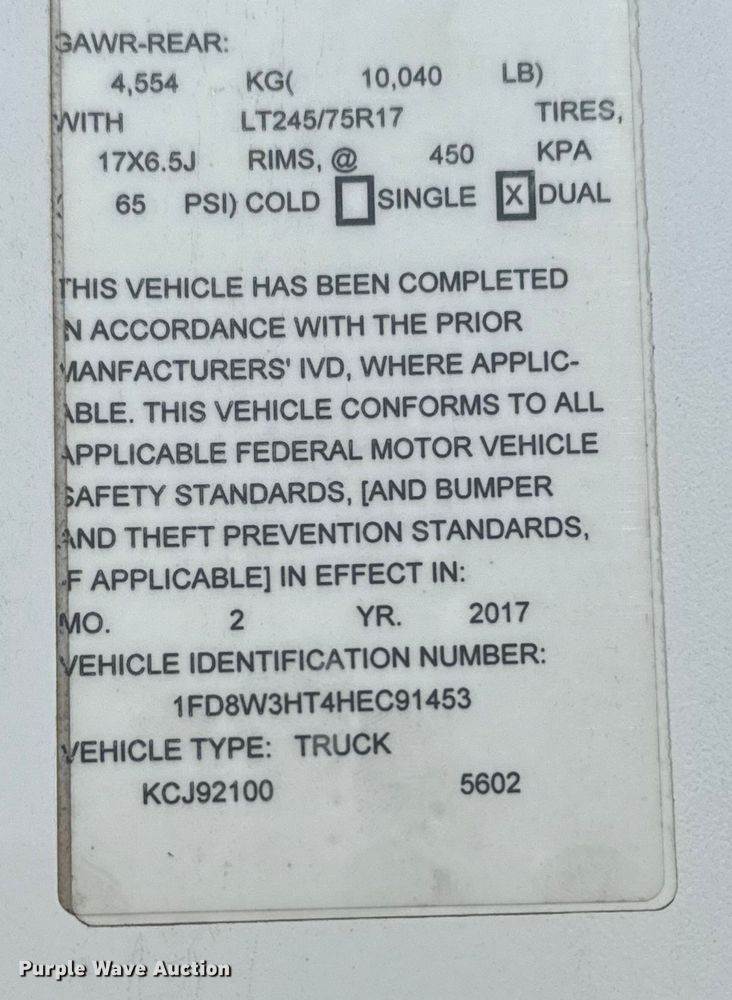 GAWR-REAR:
4,554 KG( 10,040 LB)
WITH LT245/75R17 TIRES,
17X6.5J RIMS, @ 450 KPA
( 65 PSI) COLD SINGLE X DUAL
THIS VEHICLE HAS BEEN COMPLETED
IN ACCORDANCE WITH THE PRIOR
MANFACTURERS' IVD, WHERE APPLIC-
ABLE. THIS VEHICLE CONFORMS TO ALL
APPLICABLE FEDERAL MOTOR VEHICLE
SAFETY STANDARDS, [AND BUMPER
AND THEFT PREVENTION STANDARDS,
IF APPLICABLE] IN EFFECT IN:
MO. 2 YR. 2017
VEHICLE IDENTIFICATION NUMBER:
1FD8W3HT4HEC91453
VEHICLE TYPE: TRUCK
KCJ92100 5602
Purple Wave Auction